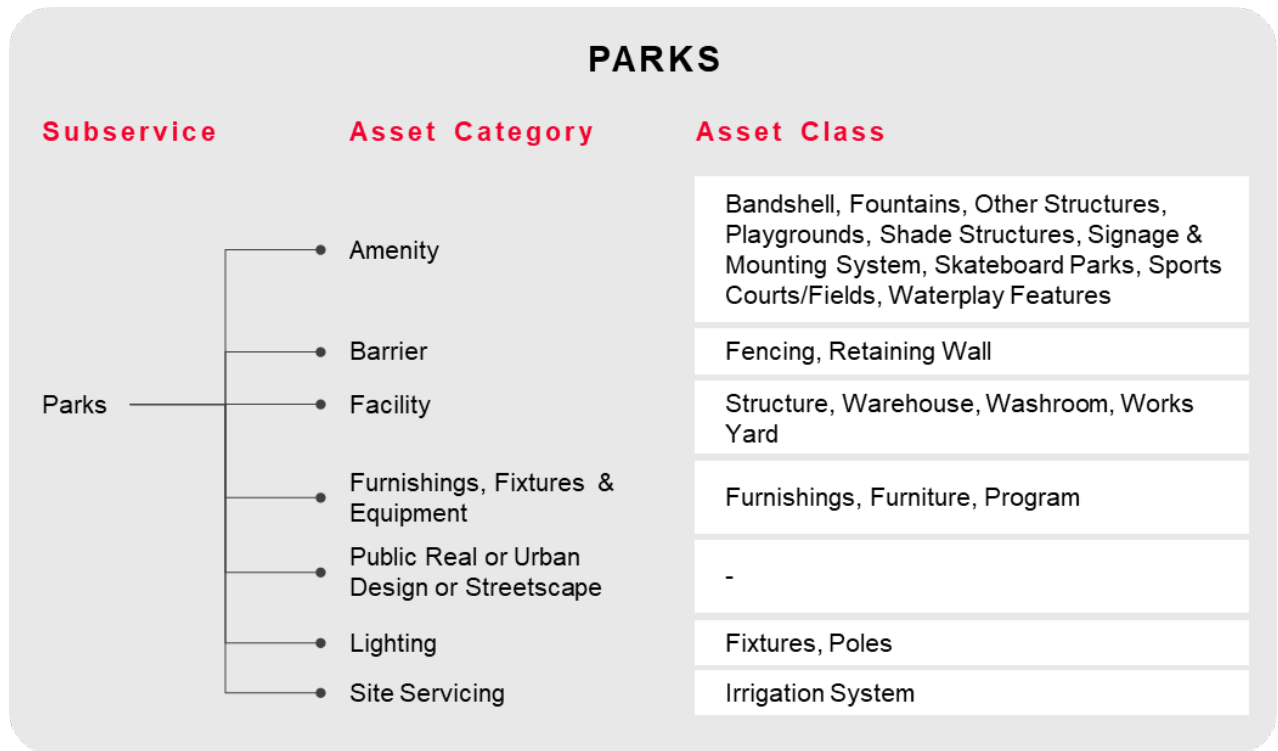 PARKS
Subservice Asset Category Asset Class
Amenity
Bandshell, Fountains, Other Structures,
Playgrounds, Shade Structures, Signage &
Mounting System, Skateboard Parks, Sports
Courts/Fields, Waterplay Features
Barrier
Fencing, Retaining Wall
Parks
Facility
Structure, Warehouse, Washroom, Works
Yard
Furnishings, Fixtures &
Equipment
Furnishings, Furniture, Program
Public Real or Urban
Design or Streetscape
-
Lighting
Fixtures, Poles
Site Servicing
Irrigation System